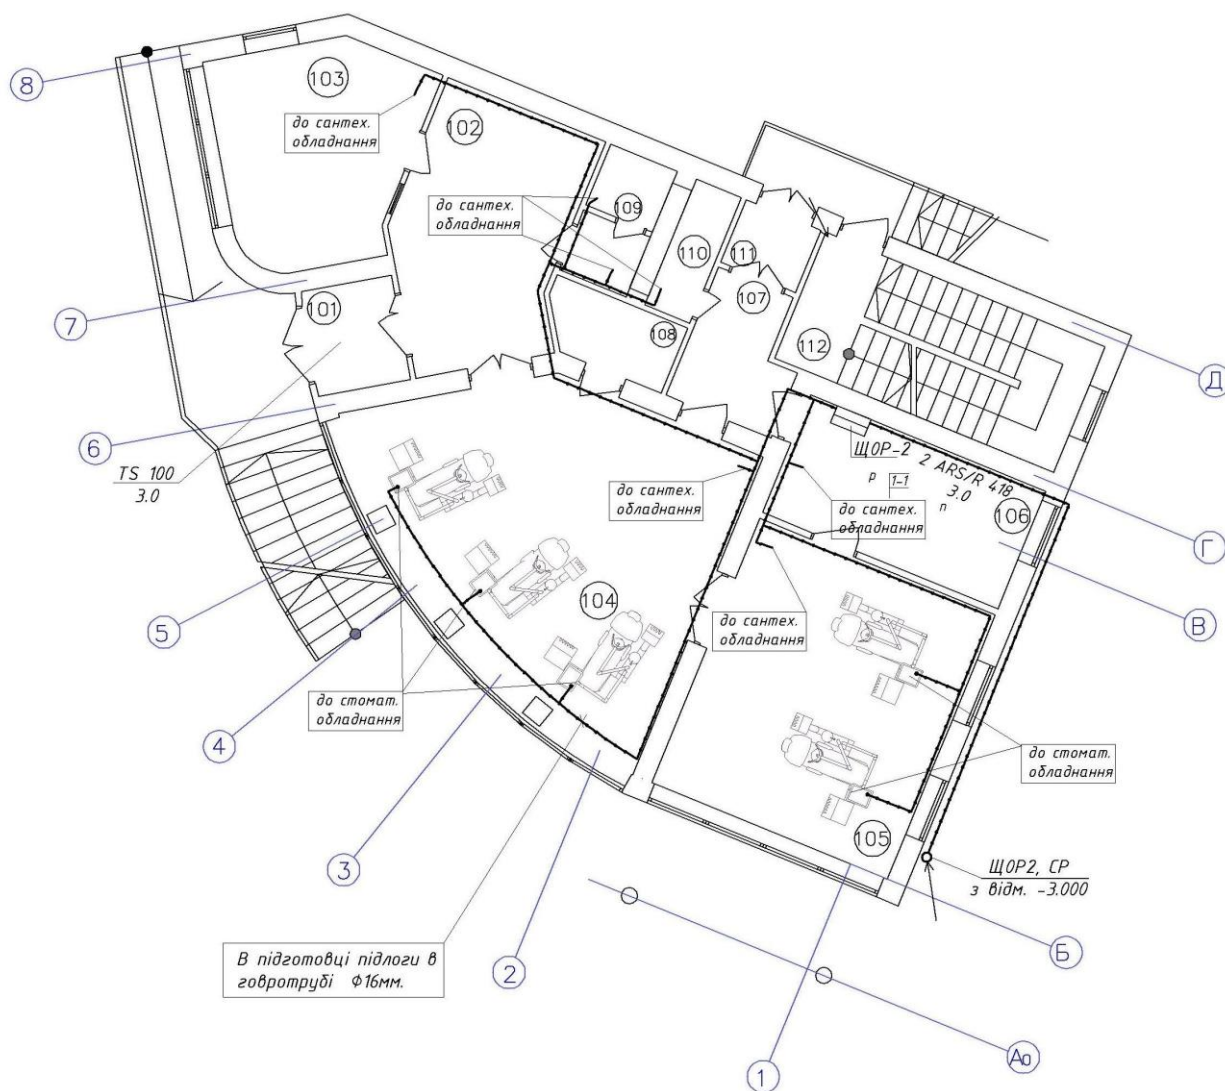 8
103
102
до сантех.
обладнання
до сантех.
обладнання
109
110
111
107
101
7
108
112
Д
6
TS 100
3.0
ЩОР-2
2 ARS/R 418
3.0
р
1-1
п
106
до сантех.
обладнання
до сантех.
обладнання
Г
5
104
до сантех.
обладнання
В
до стомат.
обладнання
4
до стомат.
обладнання
105
3
ЩОР2, СР
з відм. -3.000
В підготовці підлоги в
говротрубі ϕ16мм.
2
Б
1
Ад